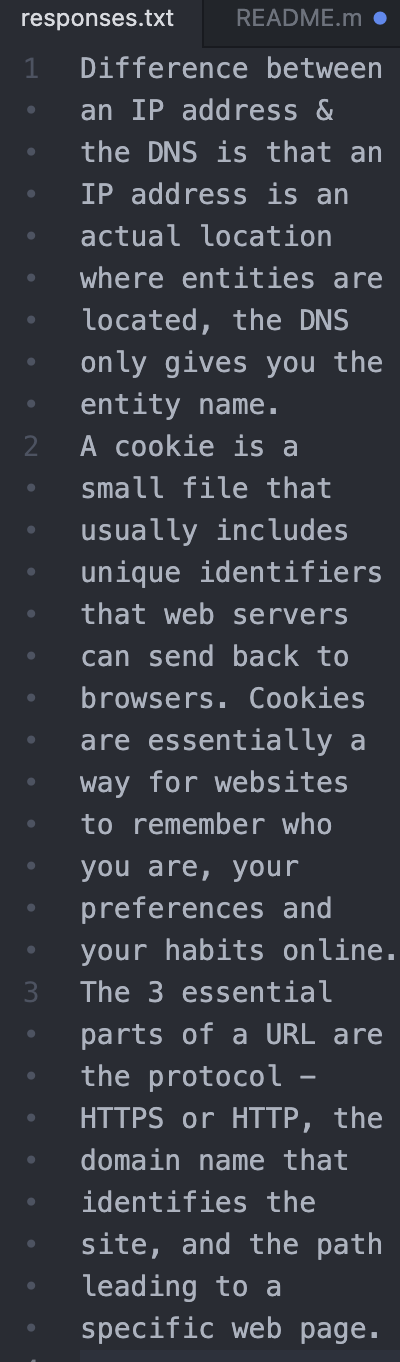 responses.txt README.m
1 Difference between
an IP address &
the DNS is that an
IP address is an
actual location
where entities are
located, the DNS
only gives you the
entity name.
2 A cookie is a
small file that
usually includes
unique identifiers
that web servers
can send back to
browsers. Cookies
are essentially a
way for websites
to remember who
you are, your
preferences and
your habits online.
3 The 3 essential
parts of a URL are
the protocol –
HTTPS or HTTP, the
domain name that
identifies the
site, and the path
leading to a
specific web page.